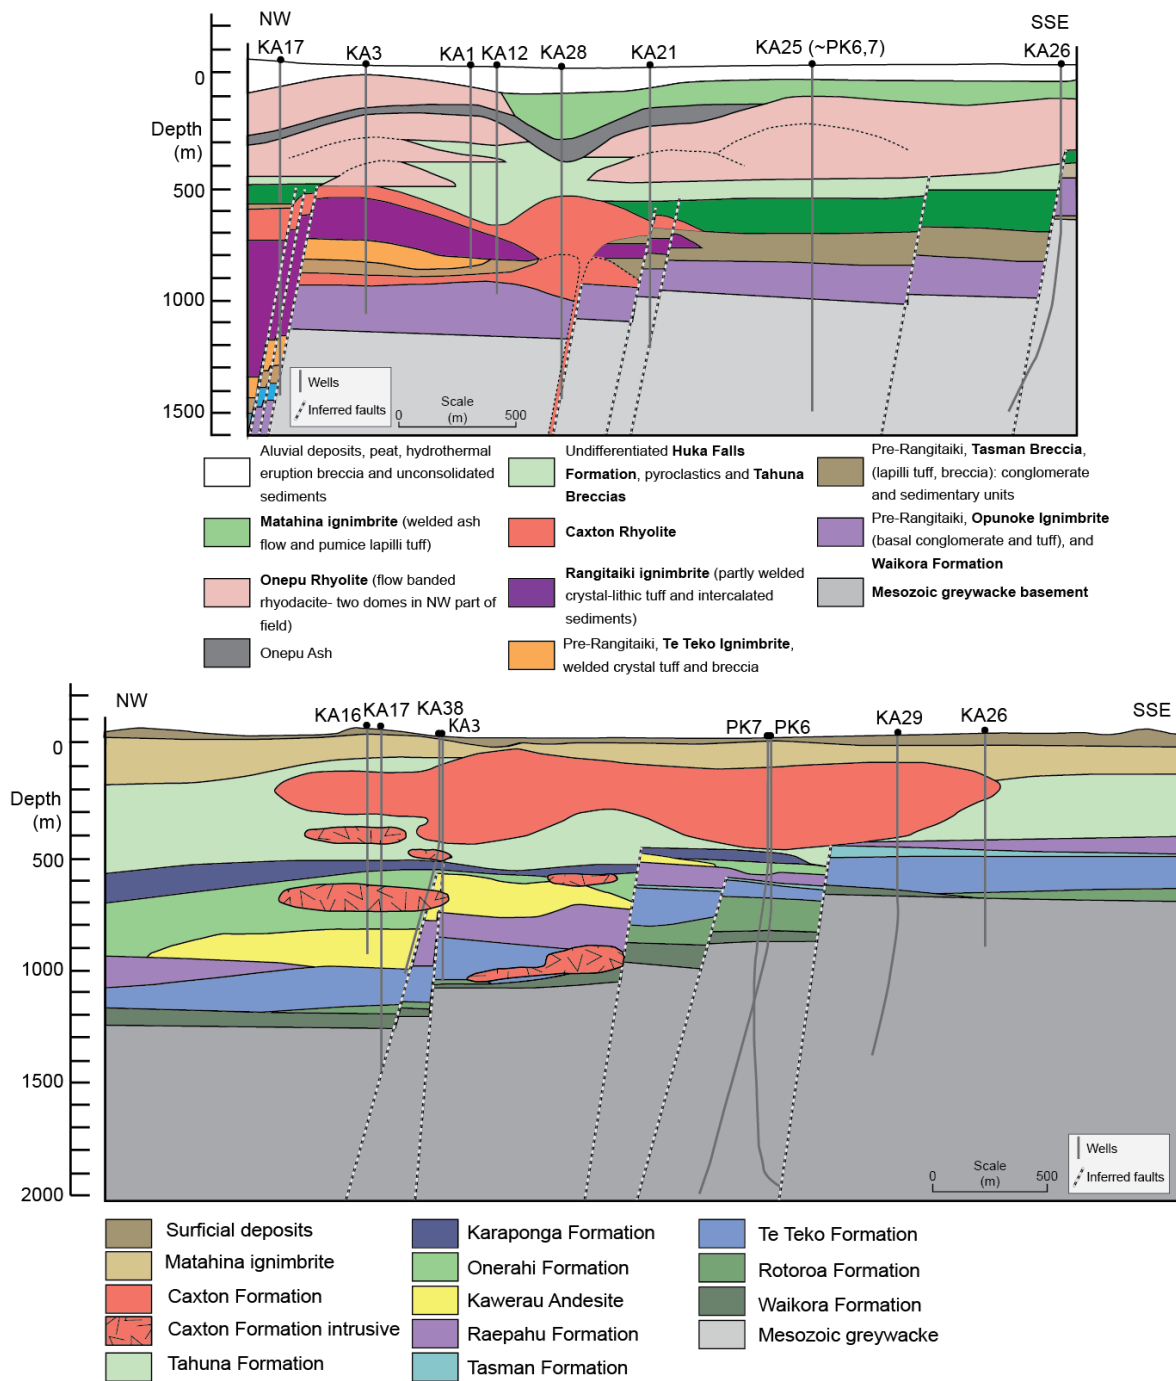 NW
SSE
KA17
KA3
KA1
KA12
KA28
KA21
KA25 (~PK6,7)
KA26
0
Depth
(m)
500
1000
1500
Wells
Inferred faults
Scale
(m)
0
500
Aluvial deposits, peat, hydrothermal
eruption breccia and unconsolidated
sediments
Matahina ignimbrite (welded ash
flow and pumice lapilli tuff)
Onepu Rhyolite (flow banded
rhyodacite- two domes in NW part of
field)
Onepu Ash
Undifferentiated Huka Falls
Formation, pyroclastics and Tahuna
Breccias
Caxton Rhyolite
Rangitaiki ignimbrite (partly welded
crystal-lithic tuff and intercalated
sediments)
Pre-Rangitaiki, Te Teko Ignimbrite,
welded crystal tuff and breccia
Pre-Rangitaiki, Tasman Breccia,
(lapilli tuff, breccia): conglomerate
and sedimentary units
Pre-Rangitaiki, Opunoke Ignimbrite
(basal conglomerate and tuff), and
Waikora Formation
Mesozoic greywacke basement
NW
SSE
KA16
KA17
KA38
KA3
PK7
PK6
KA29
KA26
0
Depth
(m)
500
1000
1500
2000
Scale
(m)
0
500
Wells
Inferred faults
Surficial deposits
Matahina ignimbrite
Caxton Formation
Caxton Formation intrusive
Tahuna Formation
Karaponga Formation
Onerahi Formation
Kawerau Andesite
Raepahu Formation
Tasman Formation
Te Teko Formation
Rotoroa Formation
Waikora Formation
Mesozoic greywacke